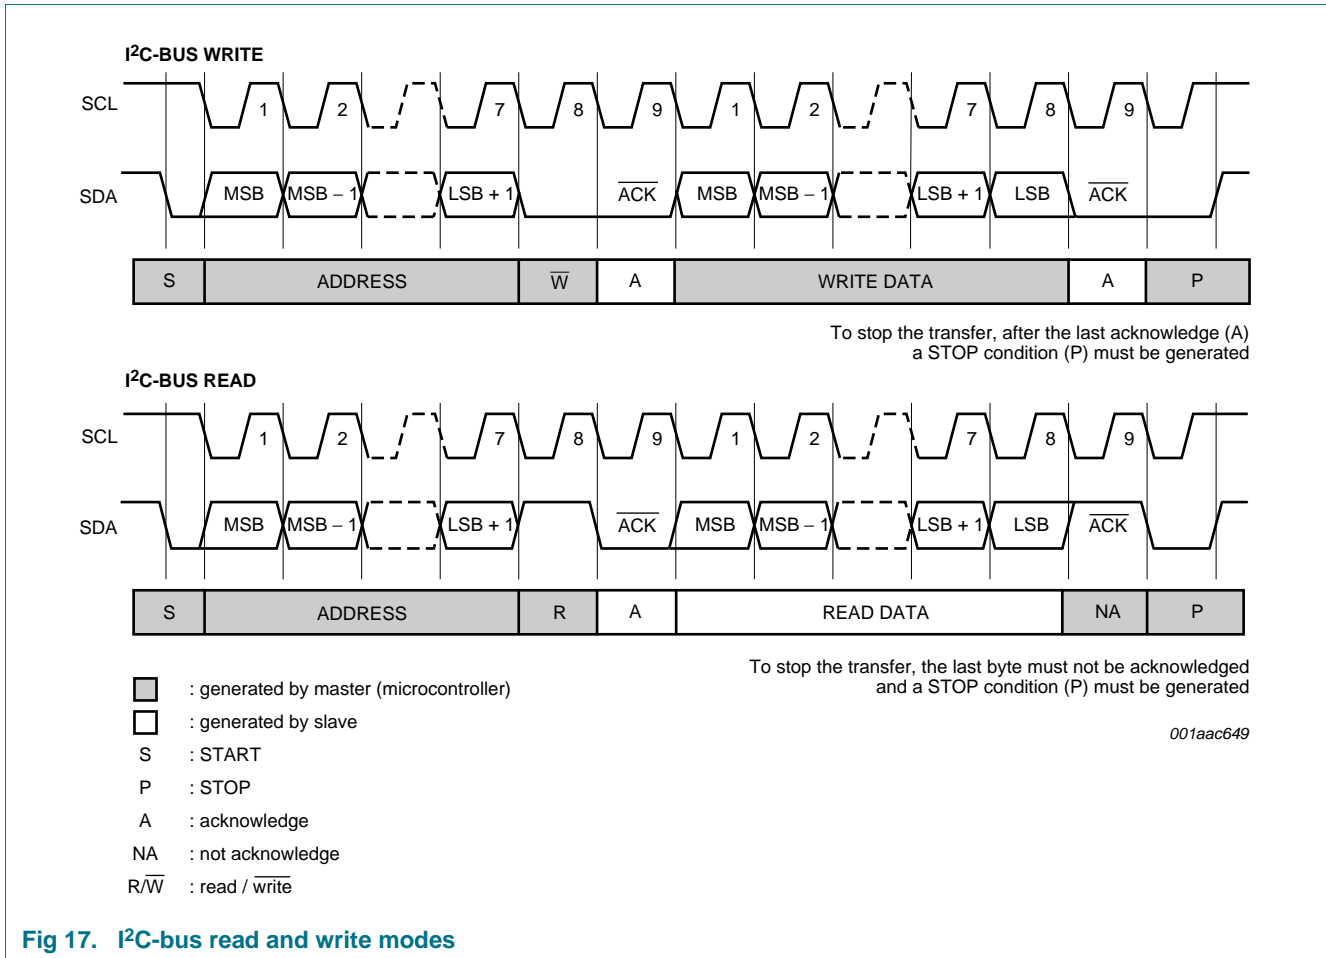 I²C-BUS WRITE
SCL 1 2 7 8 9 1 2 7 8 9
SDA MSB MSB − 1 LSB + 1 A̅C̅K̅ MSB MSB − 1 LSB + 1 LSB A̅C̅K̅
S ADDRESS W̅ A WRITE DATA A P
To stop the transfer, after the last acknowledge (A)
a STOP condition (P) must be generated
I²C-BUS READ
SCL 1 2 7 8 9 1 2 7 8 9
SDA MSB MSB − 1 LSB + 1 A̅C̅K̅ MSB MSB − 1 LSB + 1 LSB A̅C̅K̅
S ADDRESS R A READ DATA NA P
To stop the transfer, the last byte must not be acknowledged
and a STOP condition (P) must be generated
: generated by master (microcontroller)
: generated by slave
001aac649
S : START
P : STOP
A : acknowledge
NA : not acknowledge
R/W̅ : read / w̅r̅i̅t̅e̅
Fig 17. I²C-bus read and write modes